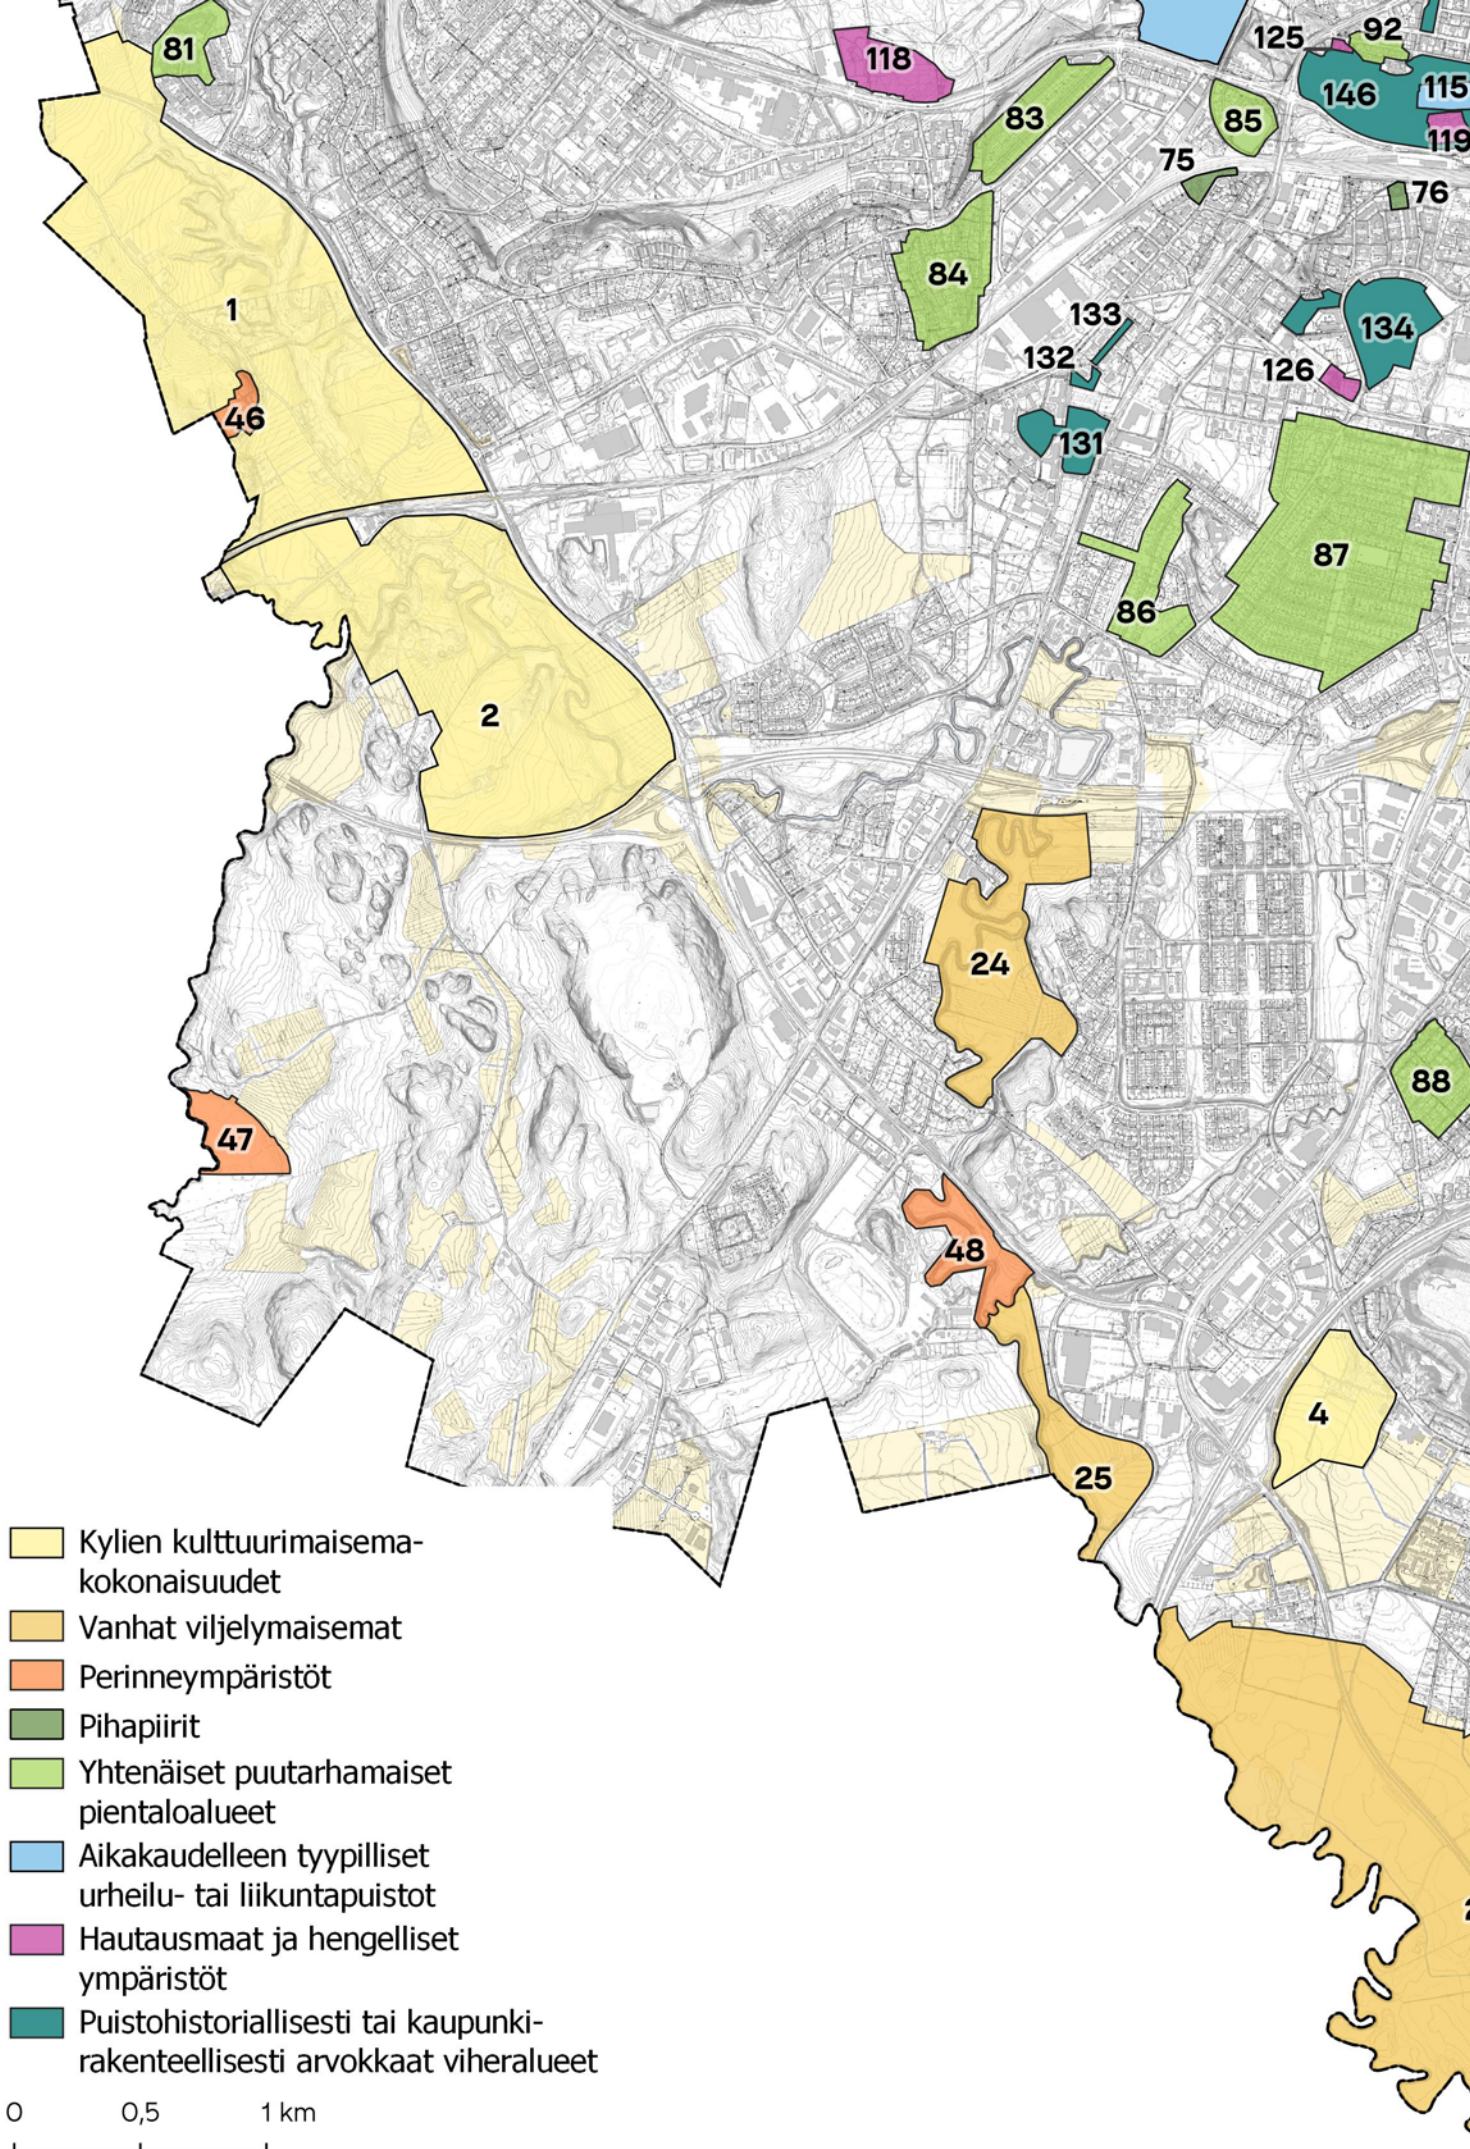 81
118
125
92
146
115
119
83
85
75
76
84
1
133
132
134
126
46
131
87
86
2
24
88
47
48
4
25
Kylien kulttuurimaisema-
kokonaisuudet
Vanhat viljelymaisemat
Perinneympäristöt
Pihapiirit
Yhtenäiset puutarhamaiset
pientaloalueet
Aikakaudelleen tyypilliset
urheilu- tai liikuntapuistot
Hautausmaat ja hengelliset
ympäristöt
Puistohistoriallisesti tai kaupunki-
rakenteellisesti arvokkaat viheralueet
0 0,5 1 km